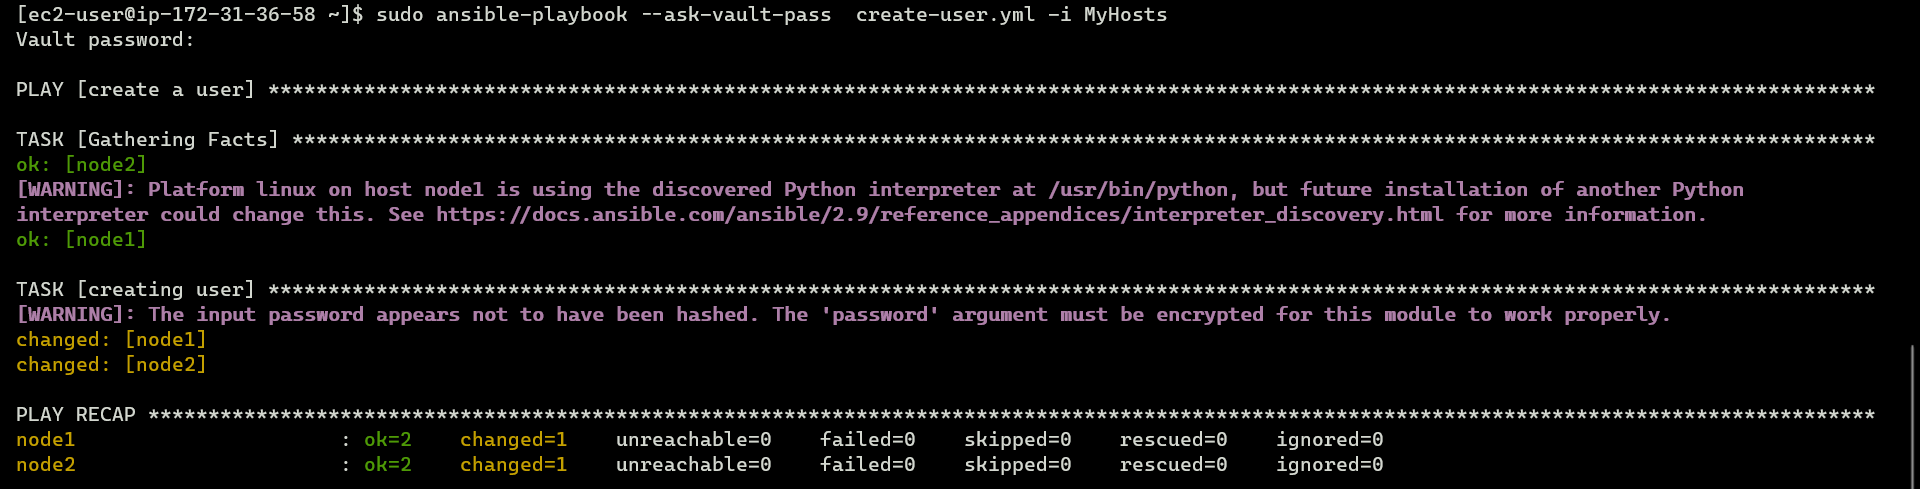 [ec2-user@ip-172-31-36-58 ~]$ sudo ansible-playbook --ask-vault-pass  create-user.yml -i MyHosts
Vault password:
PLAY [create a user] **************************************************************************************************************************************
TASK [Gathering Facts] ************************************************************************************************************************************
ok: [node2]
[WARNING]: Platform linux on host node1 is using the discovered Python interpreter at /usr/bin/python, but future installation of another Python
interpreter could change this. See https://docs.ansible.com/ansible/2.9/reference_appendices/interpreter_discovery.html for more information.
ok: [node1]
TASK [creating user] **************************************************************************************************************************************
[WARNING]: The input password appears not to have been hashed. The 'password' argument must be encrypted for this module to work properly.
changed: [node1]
changed: [node2]
PLAY RECAP ************************************************************************************************************************************************
node1                      : ok=2    changed=1    unreachable=0    failed=0    skipped=0    rescued=0    ignored=0
node2                      : ok=2    changed=1    unreachable=0    failed=0    skipped=0    rescued=0    ignored=0